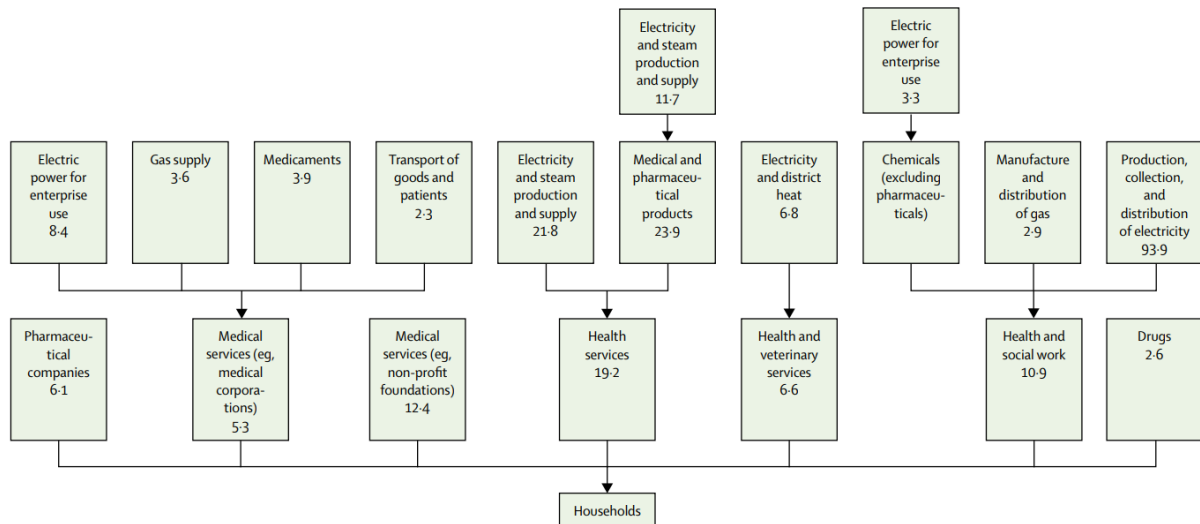 Electricity
and steam
production
and supply
11·7
Electric
power for
enterprise
use
3·3
Electric
power for
enterprise
use
8·4
Gas supply
3·6
Medicaments
3·9
Transport of
goods and
patients
2·3
Electricity
and steam
production
and supply
21·8
Medical and
pharmaceu-
tical
products
23·9
Electricity
and district
heat
6·8
Chemicals
(excluding
pharmaceu-
ticals)
Manufacture
and
distribution
of gas
2·9
Production,
collection,
and
distribution
of electricity
93·9
Pharmaceu-
tical
companies
6·1
Medical
services (eg,
medical
corpora-
tions)
5·3
Medical
services (eg,
non-profit
foundations)
12·4
Health
services
19·2
Health and
veterinary
services
6·6
Health and
social work
10·9
Drugs
2·6
Households